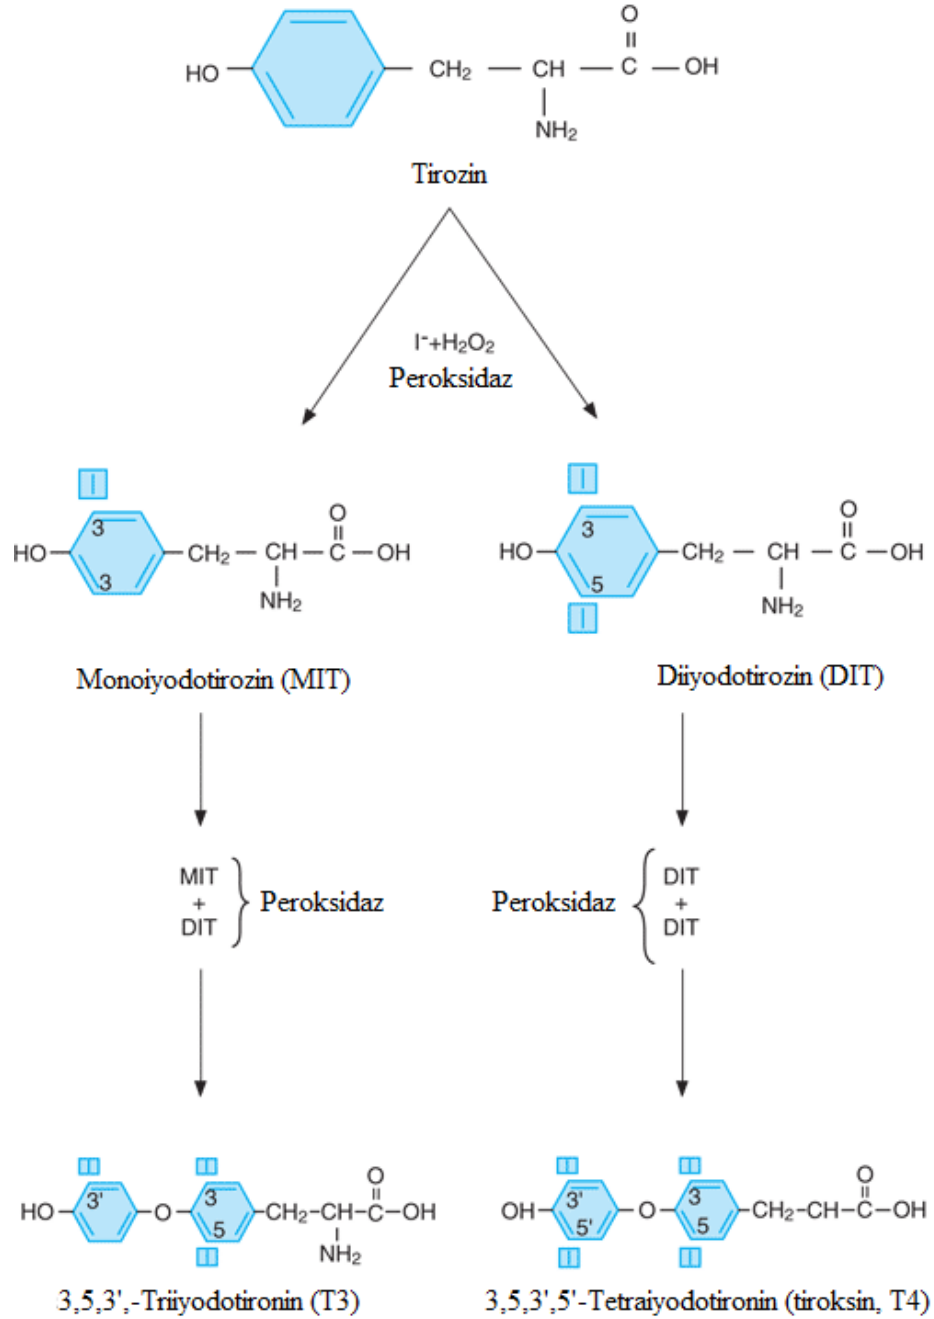 O
HO CH₂ CH C OH
NH₂
Tirozin
I⁻+H₂O₂
Peroksidaz
I
3
3
HO CH₂ CH C OH
O
NH₂
Monoiyodotirozin (MIT)
I
3
5
I
HO CH₂ CH C OH
O
NH₂
Diiyodotirozin (DIT)
MIT
+
DIT
Peroksidaz
Peroksidaz
DIT
+
DIT
HO 3' O 3 5 CH₂ CH C OH
O
NH₂
3,5,3',-Triiyodotironin (T3)
OH 3' 5' O 3 5 CH₂ CH C OH
O
3,5,3',5'-Tetraiyodotironin (tiroksin, T4)